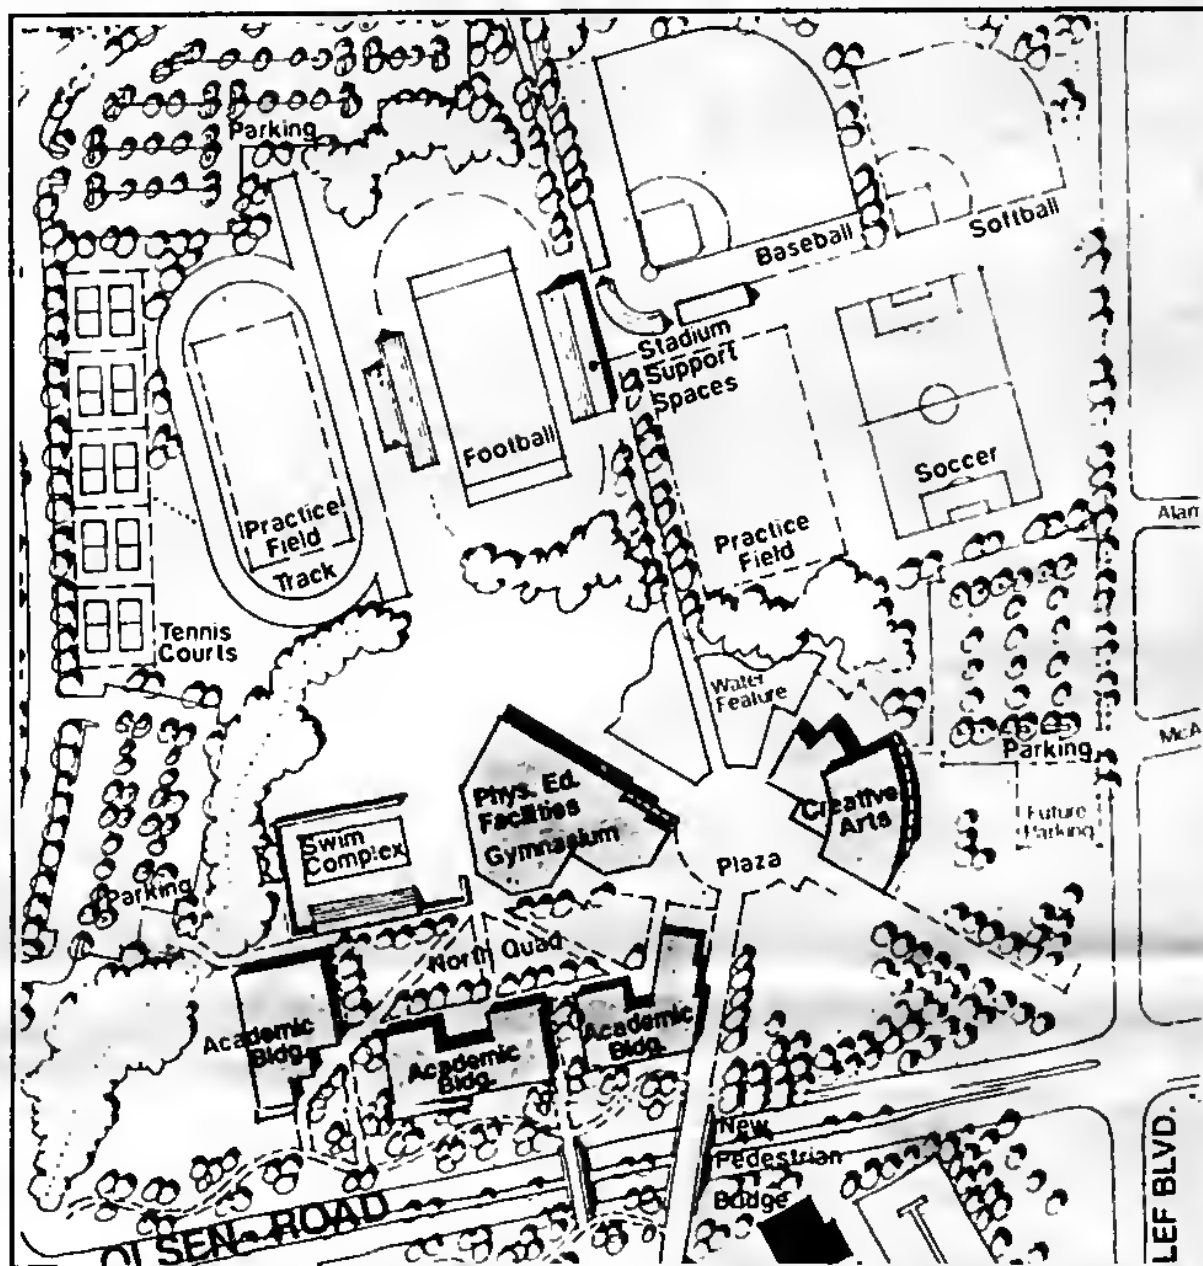 Parking
Softball
Baseball
Stadium
Support
Spaces
Football
Soccer
Practice
Field
Track
Practice
Field
Alam
Tennis
Courts
Water
Feature
McA
Parking
Phys. Ed.
Facilities
Gymnasium
Creative
Arts
Future
Parking
Swim
Complex
Plaza
Parking
North Quad
Academic
Bldg.
Academic
Bldg.
Academic
Bldg.
New
Pedestrian
Bridge
OLSEN ROAD
LEF BLVD.